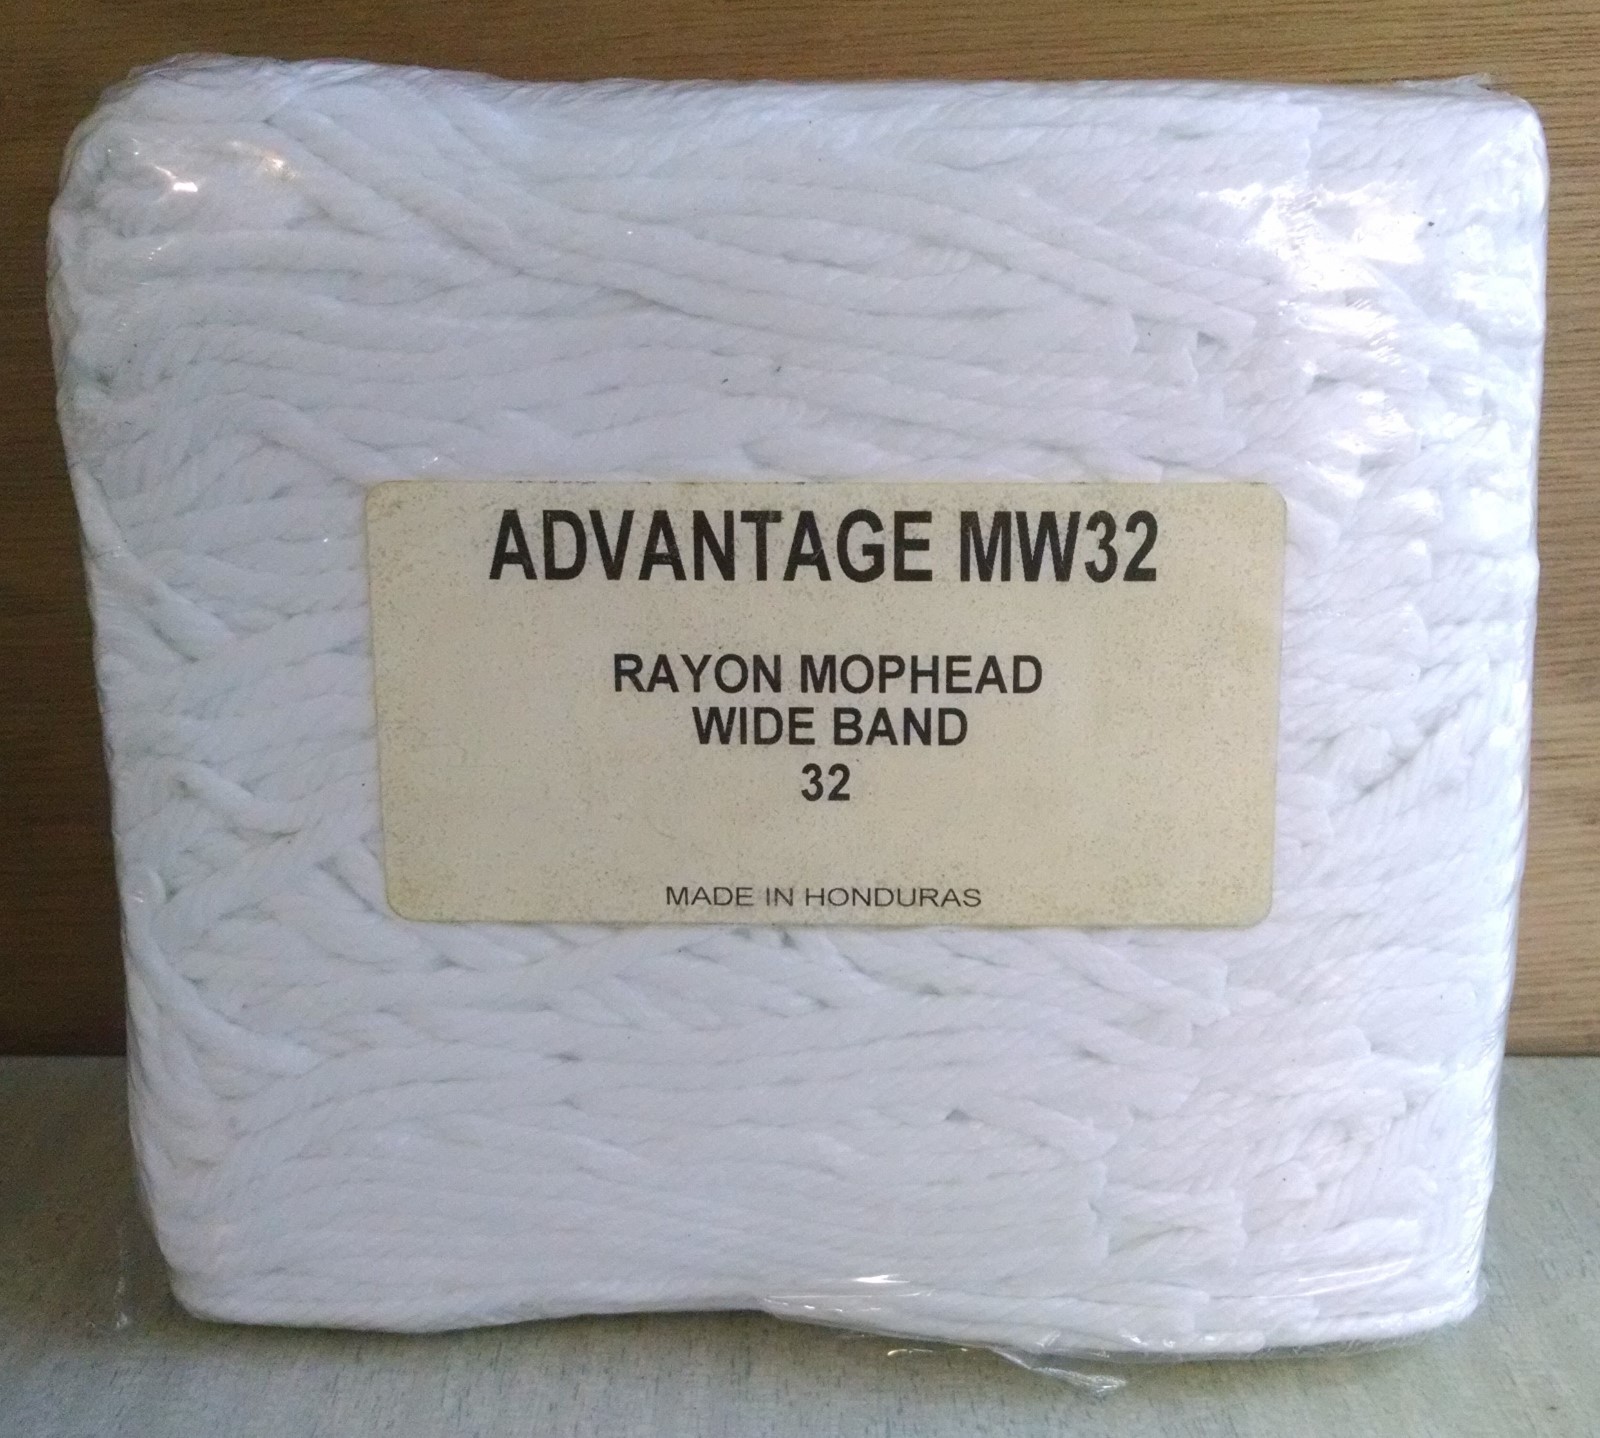 ADVANTAGE MW32
RAYON MOPHEAD
WIDE BAND
32
MADE IN HONDURAS